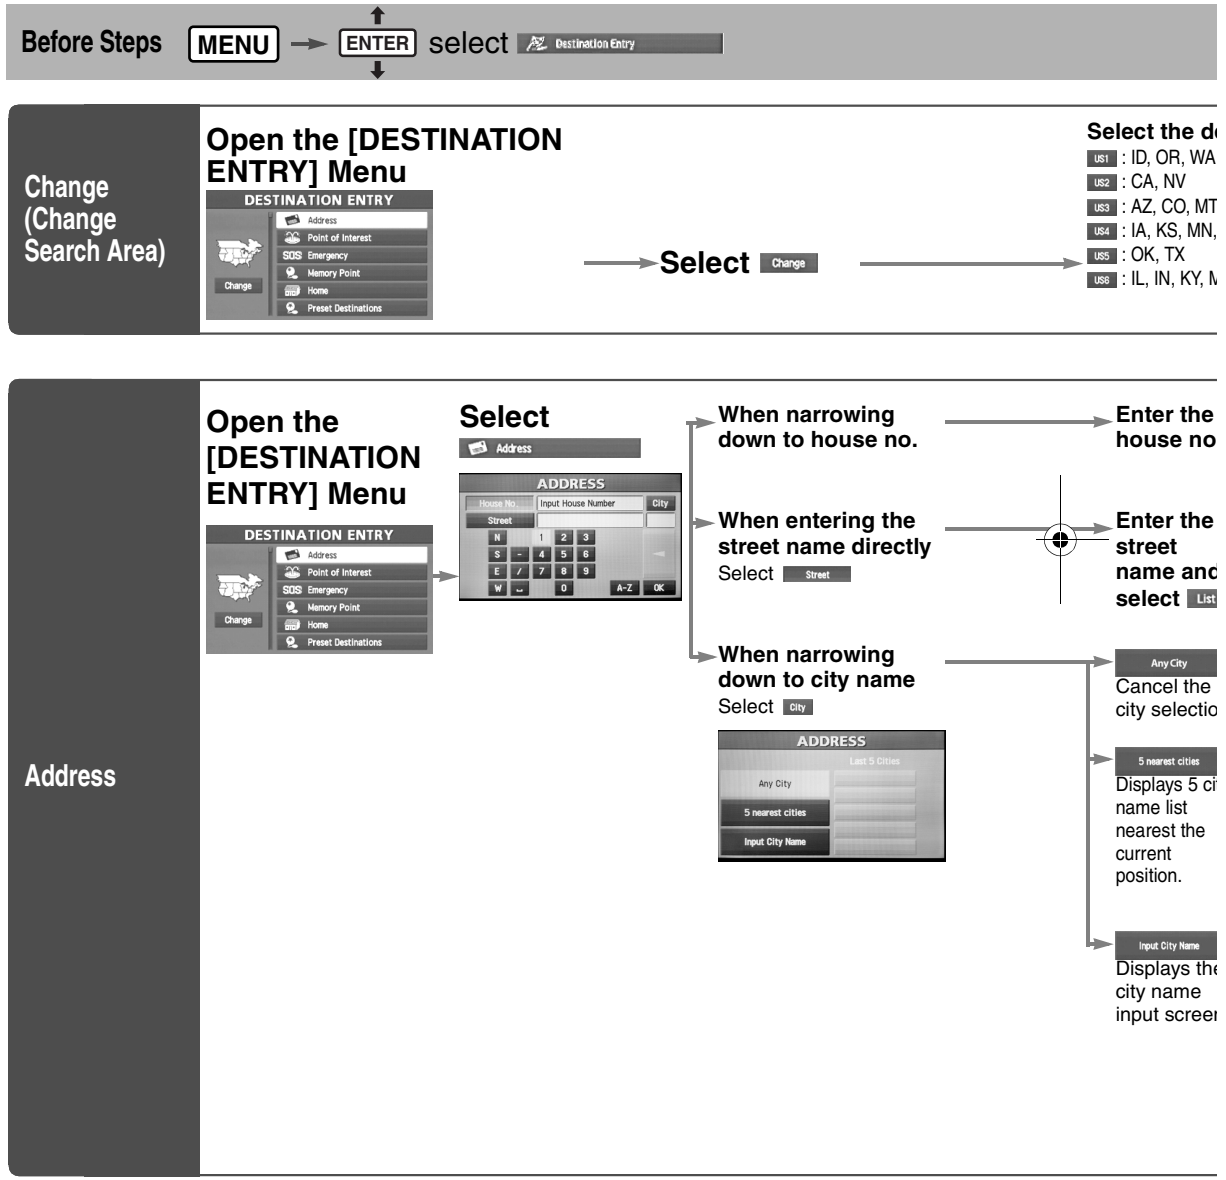 Before Steps MENU ENTER select Destination Entry
Change
(Change
Search Area)
Open the [DESTINATION
ENTRY] Menu
DESTINATION ENTRY
Address
Point of Interest
SOS Emergency
Memory Point
Home
Preset Destinations
Change
Select Change
Select the
US1 : ID, OR, WA
US2 : CA, NV
US3 : AZ, CO, MT
US4 : IA, KS, MN,
US5 : OK, TX
US6 : IL, IN, KY,
Address
Open the
[DESTINATION
ENTRY] Menu
DESTINATION ENTRY
Address
Point of Interest
SOS Emergency
Memory Point
Home
Preset Destinations
Change
Select
Address
ADDRESS
House No. Input House Number City
Street
N 1 2 3
S - 4 5 6
E / 7 8 9
W 0 A-Z OK
When narrowing
down to house no.
Enter the
house no
When entering the
street name directly
Select Street
Enter the
street
name and
select List
When narrowing
down to city name
Select City
ADDRESS
Last 5 Cities
Any City
5 nearest cities
Input City Name
Any City
Cancel the
city selectio
5 nearest cities
Displays 5 ci
name list
nearest the
current
position.
Input City Name
Displays the
city name
input screen